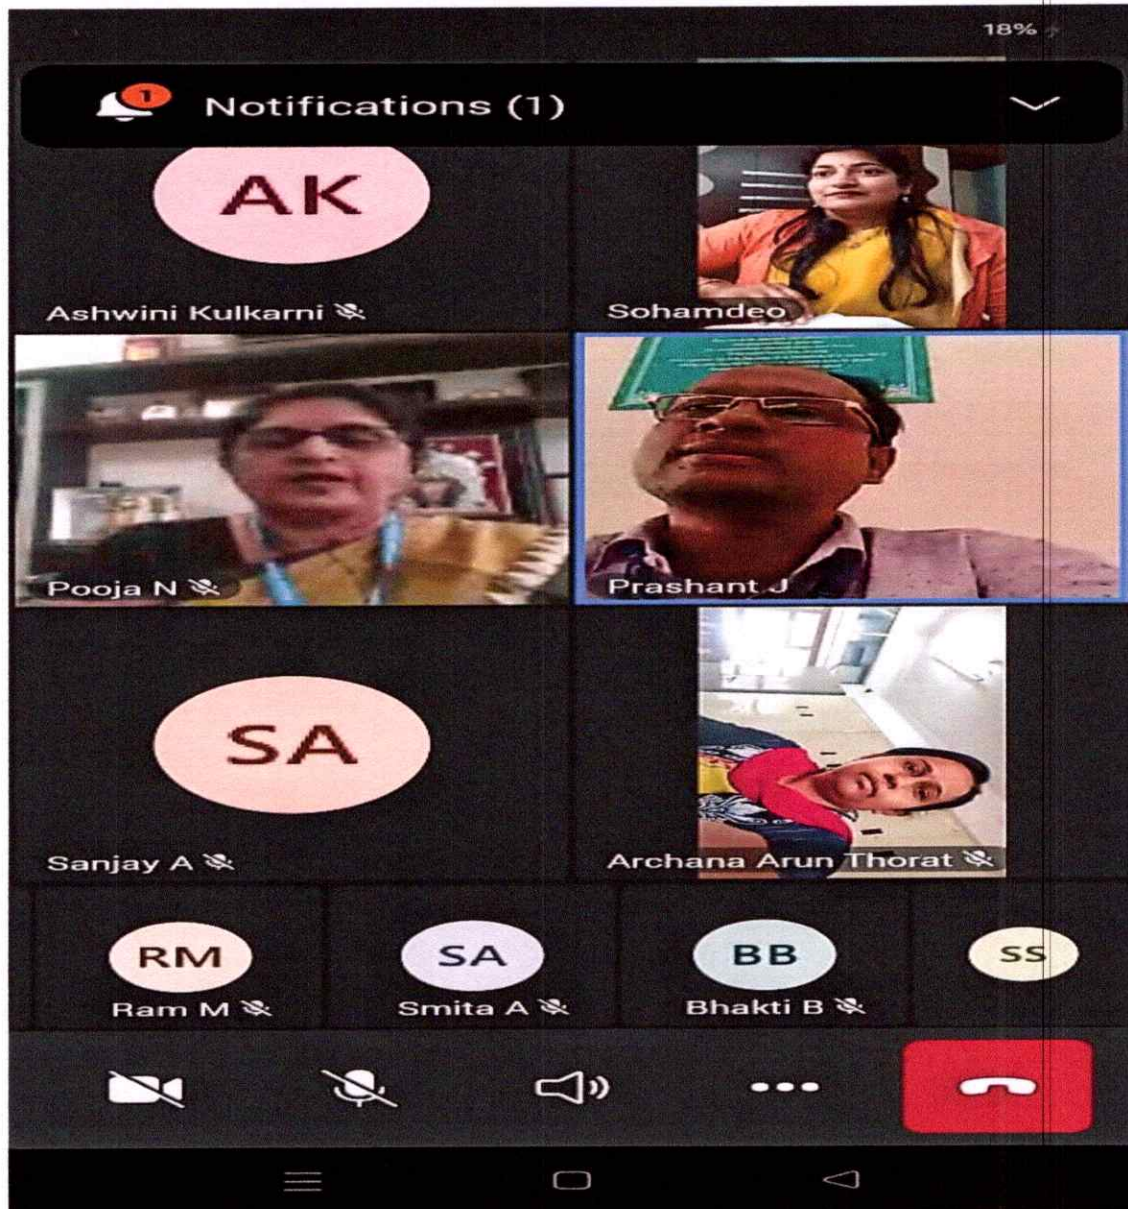 18%
1
Notifications (1)
AK
Ashwini Kulkarni
Sohamdeo
Pooja N
Prashant J
SA
Sanjay A
Archana Arun Thorat
RM
SA
BB
SS
Ram M
Smita A
Bhakti B